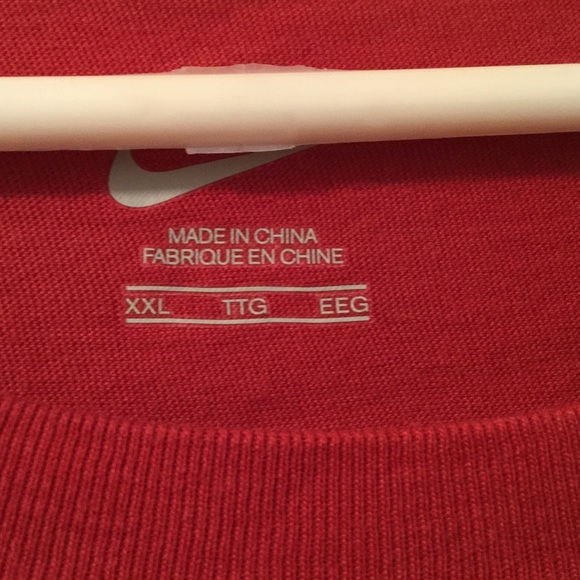 MADE IN CHINA
FABRIQUE EN CHINE
XXL TTG EEG